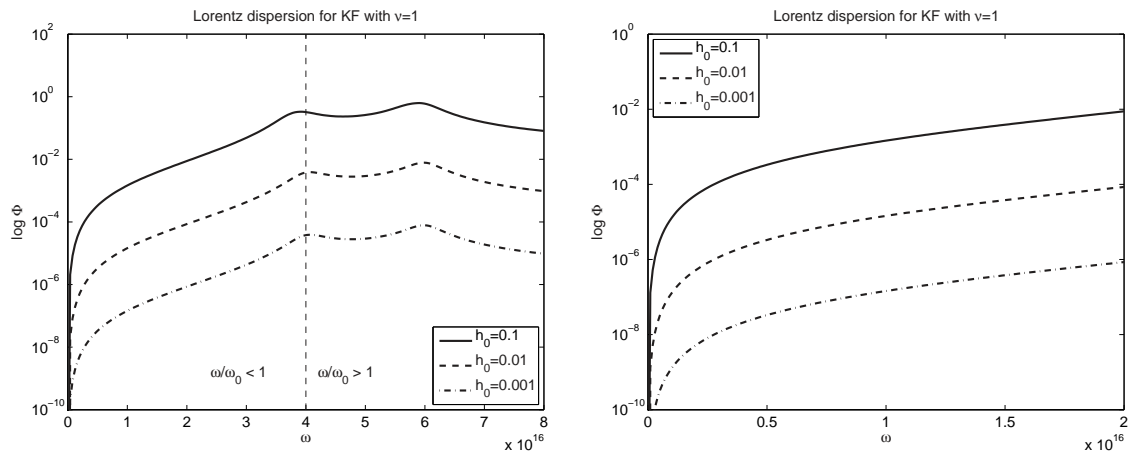 Lorentz dispersion for KF with ν=1
10^2
10^0
10^-2
10^-4
10^-6
10^-8
10^-10
log Φ
ω/ω_0 < 1
ω/ω_0 > 1
h_0=0.1
h_0=0.01
h_0=0.001
0 1 2 3 4 5 6 7 8
ω
x 10^16
Lorentz dispersion for KF with ν=1
h_0=0.1
h_0=0.01
h_0=0.001
10^0
10^-2
10^-4
10^-6
10^-8
10^-10
log Φ
0 0.5 1 1.5 2
ω
x 10^16